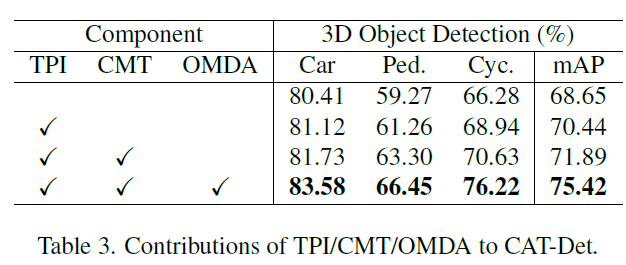 Component 3D Object Detection (%)
TPI CMT OMDA Car Ped. Cyc. mAP
80.41 59.27 66.28 68.65
✓ 81.12 61.26 68.94 70.44
✓ ✓ 81.73 63.30 70.63 71.89
✓ ✓ ✓ 83.58 66.45 76.22 75.42
Table 3. Contributions of TPI/CMT/OMDA to CAT-Det.